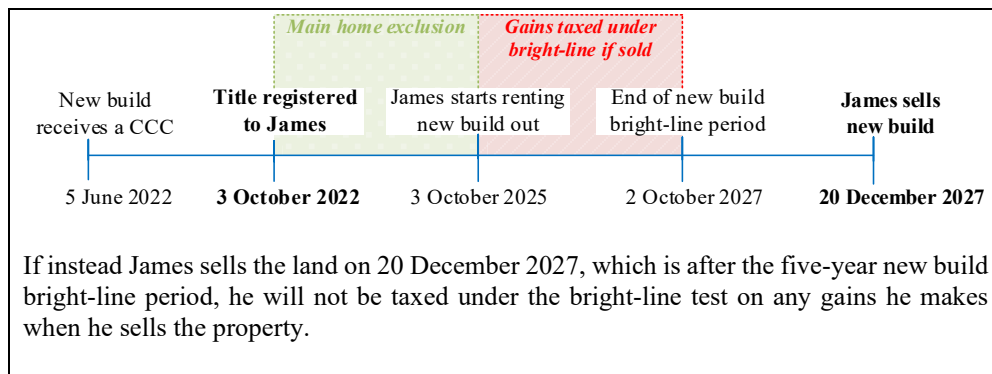 Main home exclusion
Gains taxed under
bright-line if sold
New build
receives a CCC
Title registered
to James
James starts renting
new build out
End of new build
bright-line period
James sells
new build
5 June 2022
3 October 2022
3 October 2025
2 October 2027
20 December 2027
If instead James sells the land on 20 December 2027, which is after the five-year new build
bright-line period, he will not be taxed under the bright-line test on any gains he makes
when he sells the property.